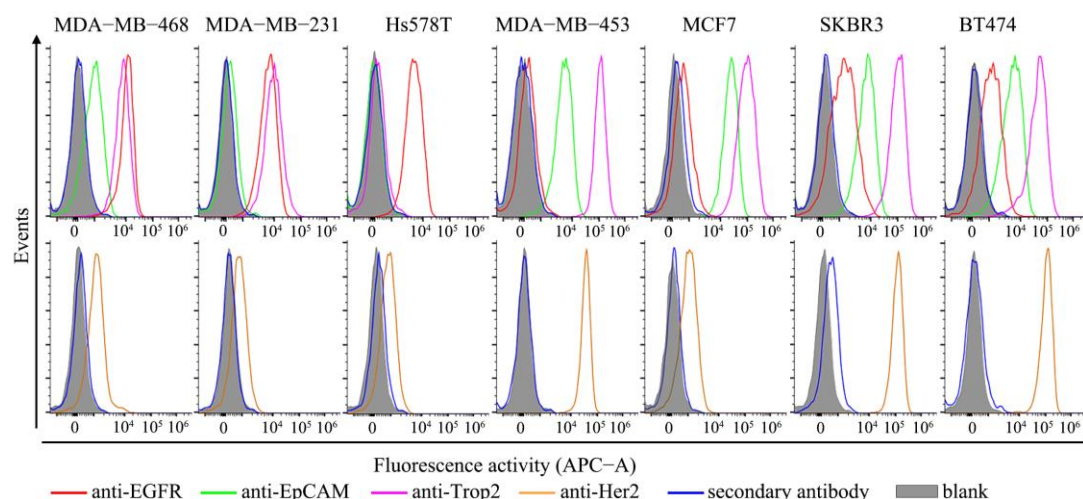 MDA−MB−468 MDA−MB−231 Hs578T MDA−MB−453 MCF7 SKBR3 BT474
Events
0 10⁴ 10⁵ 10⁶ 0 10⁴ 10⁵ 10⁶ 0 10⁴ 10⁵ 10⁶ 0 10⁴ 10⁵ 10⁶ 0 10⁴ 10⁵ 10⁶ 0 10⁴ 10⁵ 10⁶ 0 10⁴ 10⁵ 10⁶
0 10⁴ 10⁵ 10⁶ 0 10⁴ 10⁵ 10⁶ 0 10⁴ 10⁵ 10⁶ 0 10⁴ 10⁵ 10⁶ 0 10⁴ 10⁵ 10⁶ 0 10⁴ 10⁵ 10⁶ 0 10⁴ 10⁵ 10⁶
Fluorescence activity (APC−A)
anti-EGFR anti-EpCAM anti-Trop2 anti-Her2 secondary antibody blank